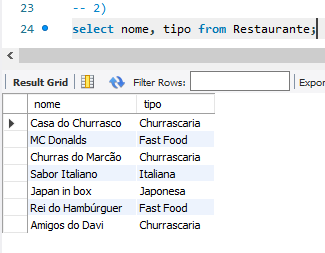 23 -- 2)
24 select nome, tipo from Restaurante;
Result Grid Filter Rows: Expor
nome tipo
Casa do Churrasco Churrascaria
MC Donalds Fast Food
Churras do Marcão Churrascaria
Sabor Italiano Italiana
Japan in box Japonesa
Rei do Hambúrguer Fast Food
Amigos do Davi Churrascaria